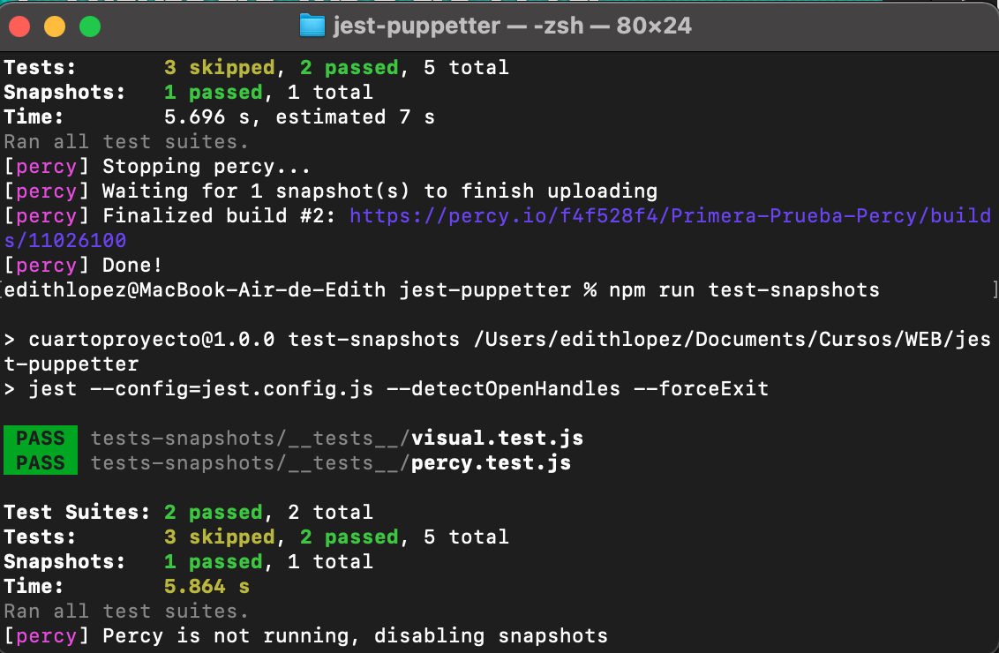 jest-puppetter — -zsh — 80×24
Tests:       3 skipped, 2 passed, 5 total
Snapshots:   1 passed, 1 total
Time:        5.696 s, estimated 7 s
Ran all test suites.
[percy] Stopping percy...
[percy] Waiting for 1 snapshot(s) to finish uploading
[percy] Finalized build #2: https://percy.io/f4f528f4/Primera-Prueba-Percy/build
s/11026100
[percy] Done!
[edithlopez@MacBook-Air-de-Edith jest-puppetter % npm run test-snapshots ]
> cuartoproyecto@1.0.0 test-snapshots /Users/edithlopez/Documents/Cursos/WEB/jes
t-puppetter
> jest --config=jest.config.js --detectOpenHandles --forceExit
PASS tests-snapshots/__tests__/visual.test.js
PASS tests-snapshots/__tests__/percy.test.js
Test Suites: 2 passed, 2 total
Tests:       3 skipped, 2 passed, 5 total
Snapshots:   1 passed, 1 total
Time:        5.864 s
Ran all test suites.
[percy] Percy is not running, disabling snapshots